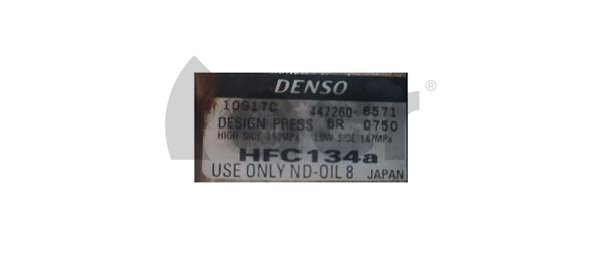 DENSO
10S17C 447260-8571
DESIGN PRESS BR 0750
HIGH SIDE 3.53MPa LOW SIDE 1.67MPa
HFC134a
USE ONLY ND-OIL 8 JAPAN
®